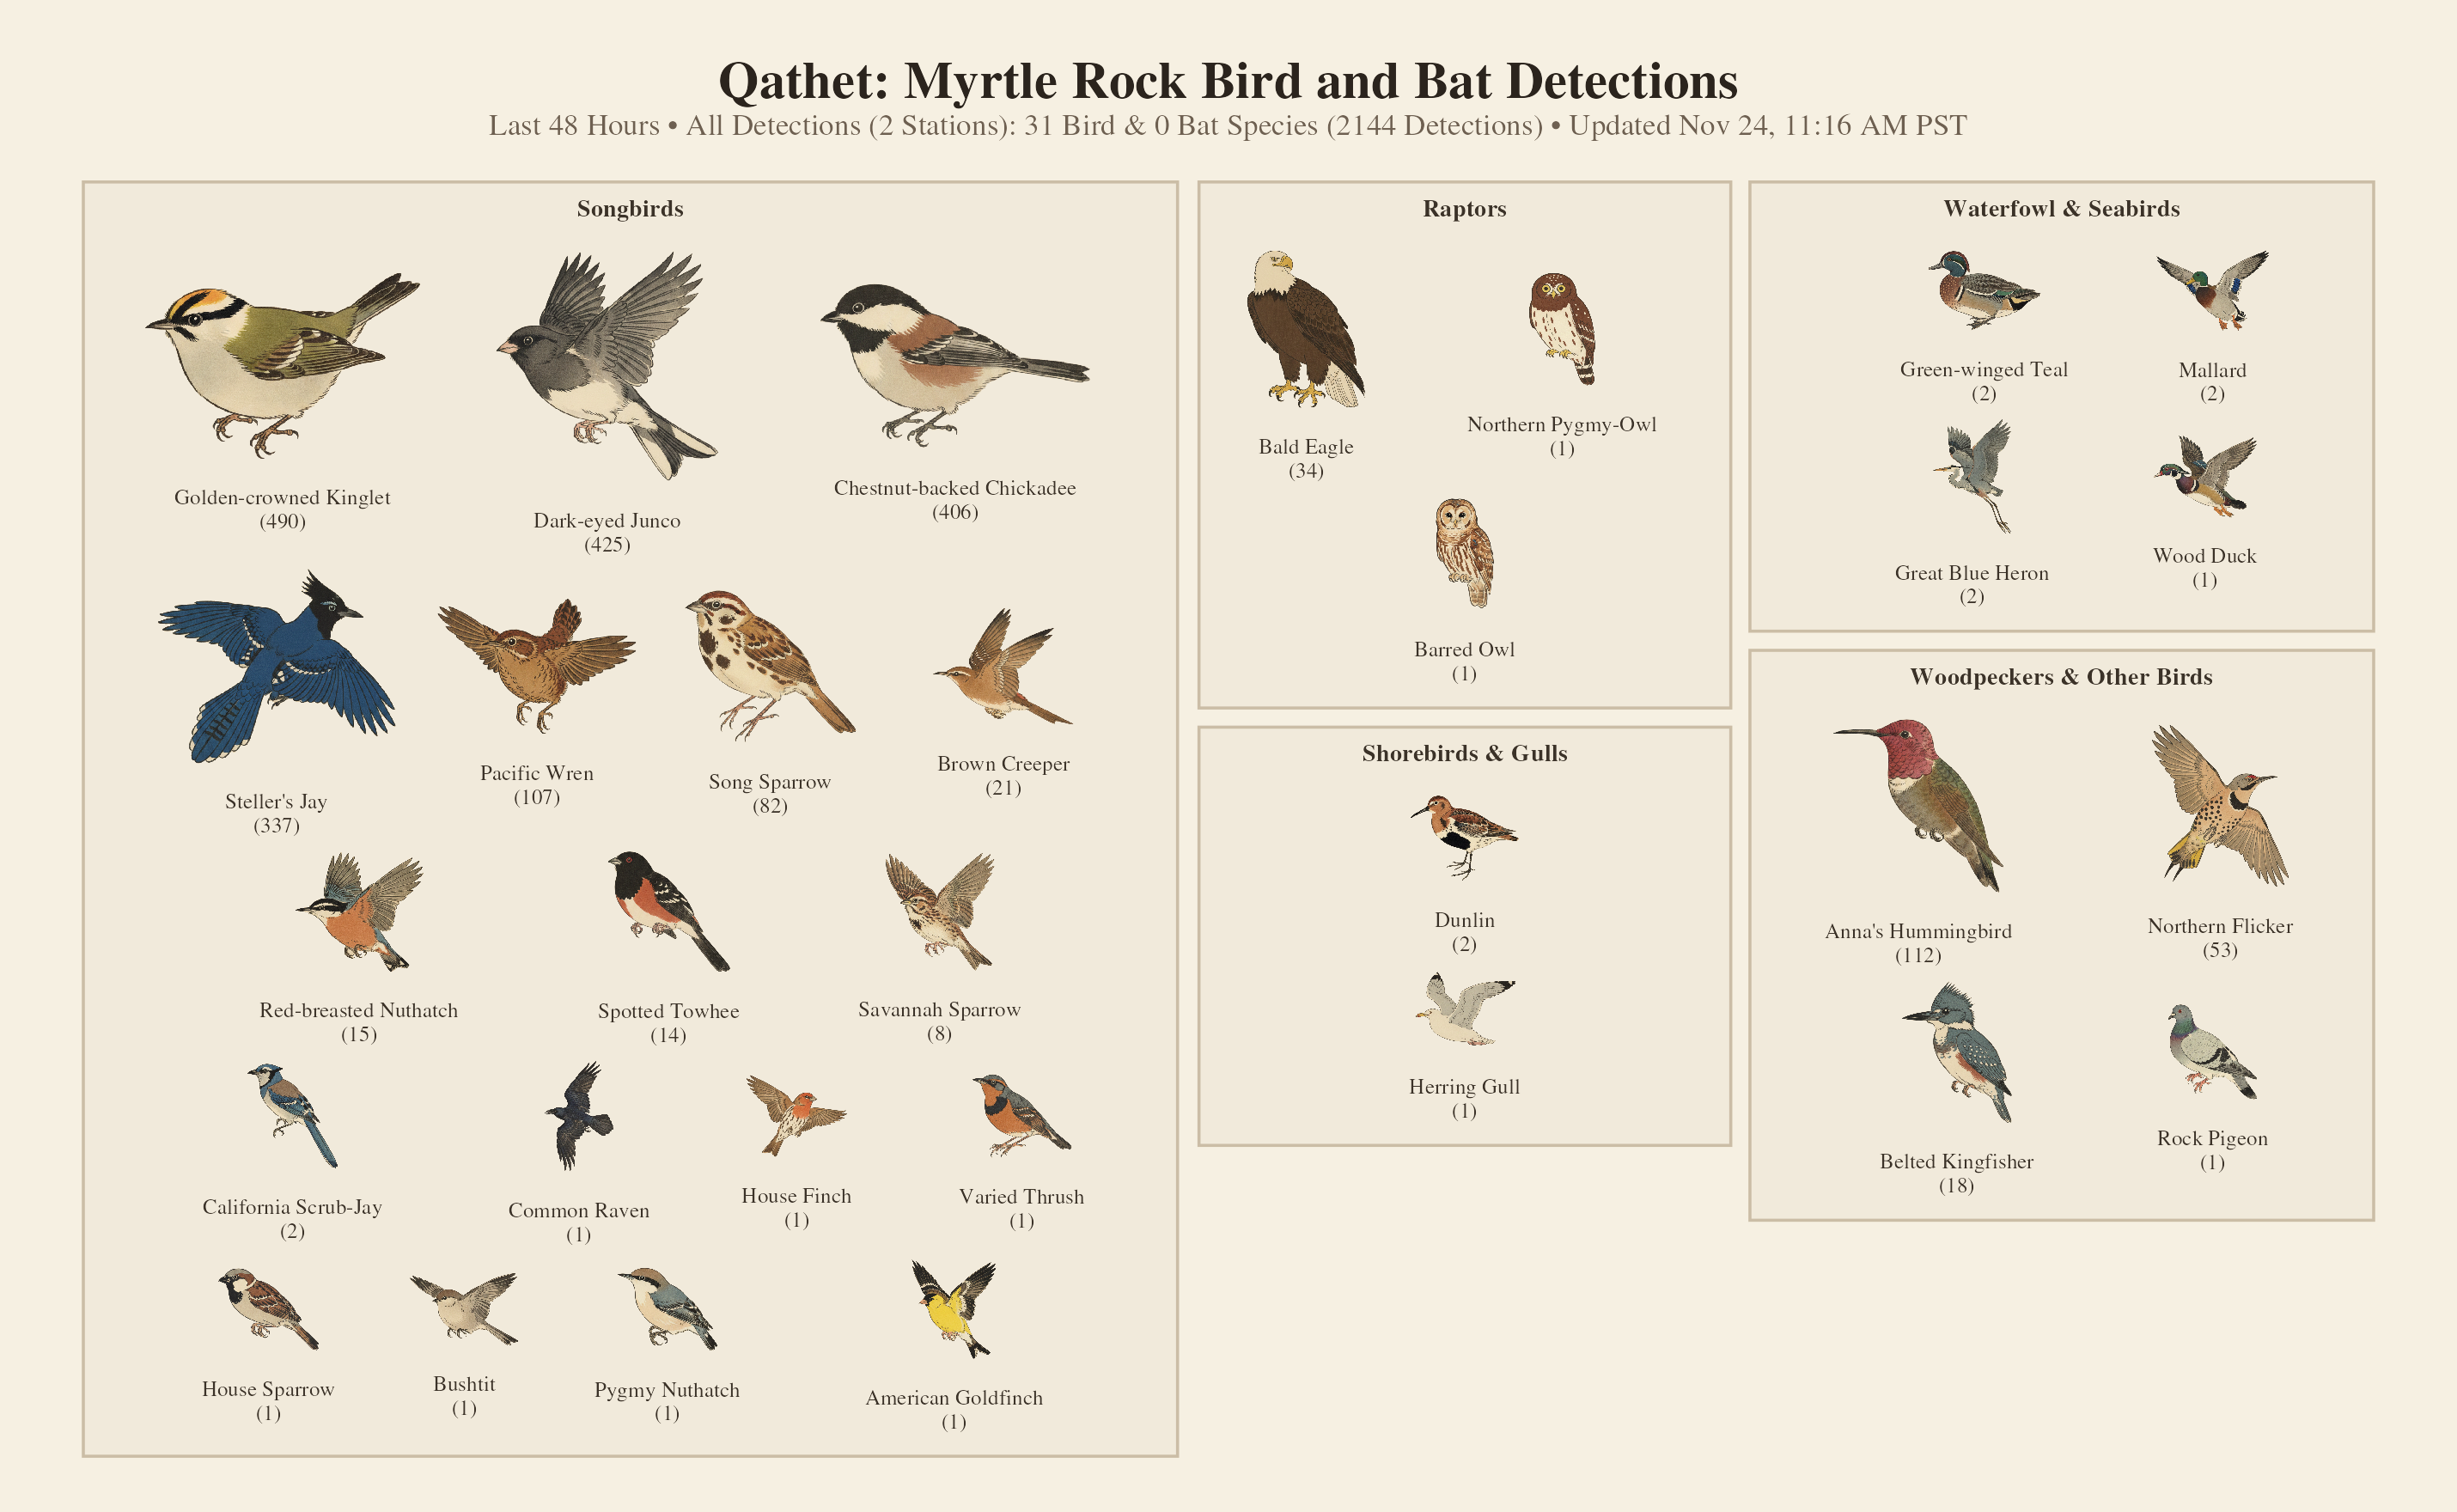 Qathet: Myrtle Rock Bird and Bat Detections
Last 48 Hours • All Detections (2 Stations): 31 Bird & 0 Bat Species (2144 Detections) • Updated Nov 24, 11:16 AM PST
Songbirds
Golden-crowned Kinglet
(490)
Dark-eyed Junco
(425)
Chestnut-backed Chickadee
(406)
Steller's Jay
(337)
Pacific Wren
(107)
Song Sparrow
(82)
Brown Creeper
(21)
Red-breasted Nuthatch
(15)
Spotted Towhee
(14)
Savannah Sparrow
(8)
California Scrub-Jay
(2)
Common Raven
(1)
House Finch
(1)
Varied Thrush
(1)
House Sparrow
(1)
Bushtit
(1)
Pygmy Nuthatch
(1)
American Goldfinch
(1)
Raptors
Bald Eagle
(34)
Northern Pygmy-Owl
(1)
Barred Owl
(1)
Shorebirds & Gulls
Dunlin
(2)
Herring Gull
(1)
Waterfowl & Seabirds
Green-winged Teal
(2)
Mallard
(2)
Great Blue Heron
(2)
Wood Duck
(1)
Woodpeckers & Other Birds
Anna's Hummingbird
(112)
Northern Flicker
(53)
Belted Kingfisher
(18)
Rock Pigeon
(1)